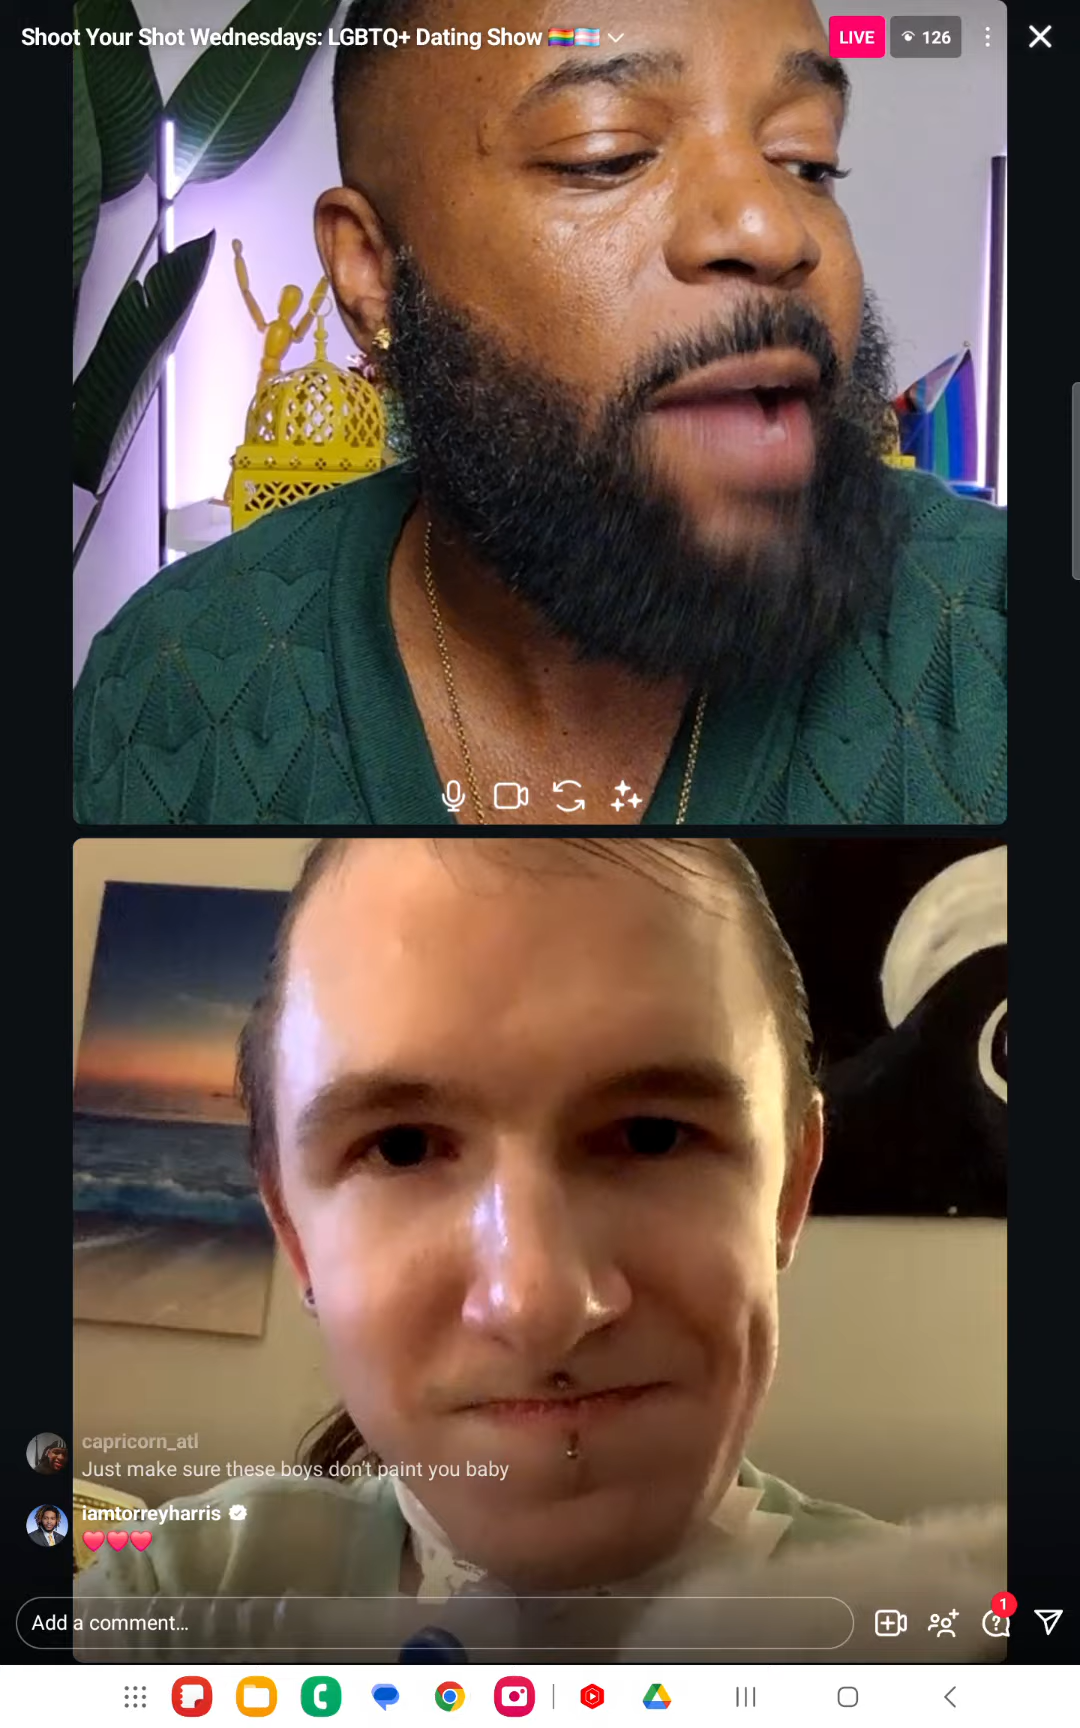 Shoot Your Shot Wednesdays: LGBTQ+ Dating Show 🏳️‍🌈🏳️‍⚧️
LIVE
126
capricorn_atl
Just make sure these boys don't paint you baby
iamtorreyharris
❤️❤️❤️
Add a comment...
1